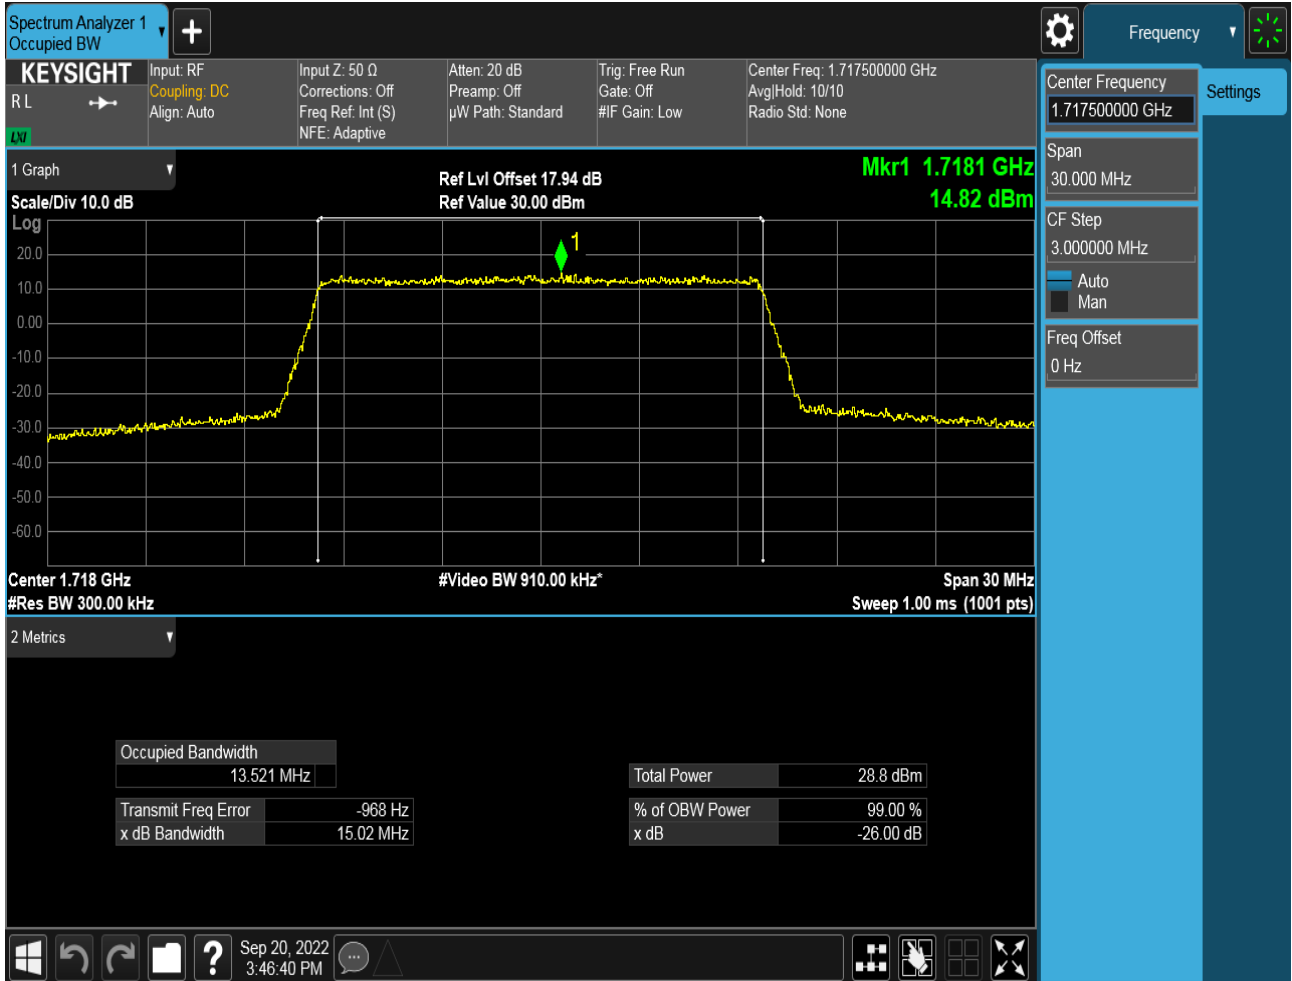 Spectrum Analyzer 1
Occupied BW
Frequency
KEYSIGHT
R L
LXI
Input: RF
Coupling: DC
Align: Auto
Input Z: 50 Ω
Corrections: Off
Freq Ref: Int (S)
NFE: Adaptive
Atten: 20 dB
Preamp: Off
µW Path: Standard
Trig: Free Run
Gate: Off
#IF Gain: Low
Center Freq: 1.717500000 GHz
Avg|Hold: 10/10
Radio Std: None
Center Frequency
1.717500000 GHz
Settings
Span
30.000 MHz
CF Step
3.000000 MHz
Auto
Man
Freq Offset
0 Hz
1 Graph
Scale/Div 10.0 dB
Ref Lvl Offset 17.94 dB
Ref Value 30.00 dBm
Mkr1 1.7181 GHz
14.82 dBm
Log
1
20.0
10.0
0.00
-10.0
-20.0
-30.0
-40.0
-50.0
-60.0
Center 1.718 GHz
#Res BW 300.00 kHz
#Video BW 910.00 kHz*
Span 30 MHz
Sweep 1.00 ms (1001 pts)
2 Metrics
Occupied Bandwidth
13.521 MHz
Transmit Freq Error -968 Hz
x dB Bandwidth 15.02 MHz
Total Power 28.8 dBm
% of OBW Power 99.00 %
x dB -26.00 dB
?
Sep 20, 2022
3:46:40 PM